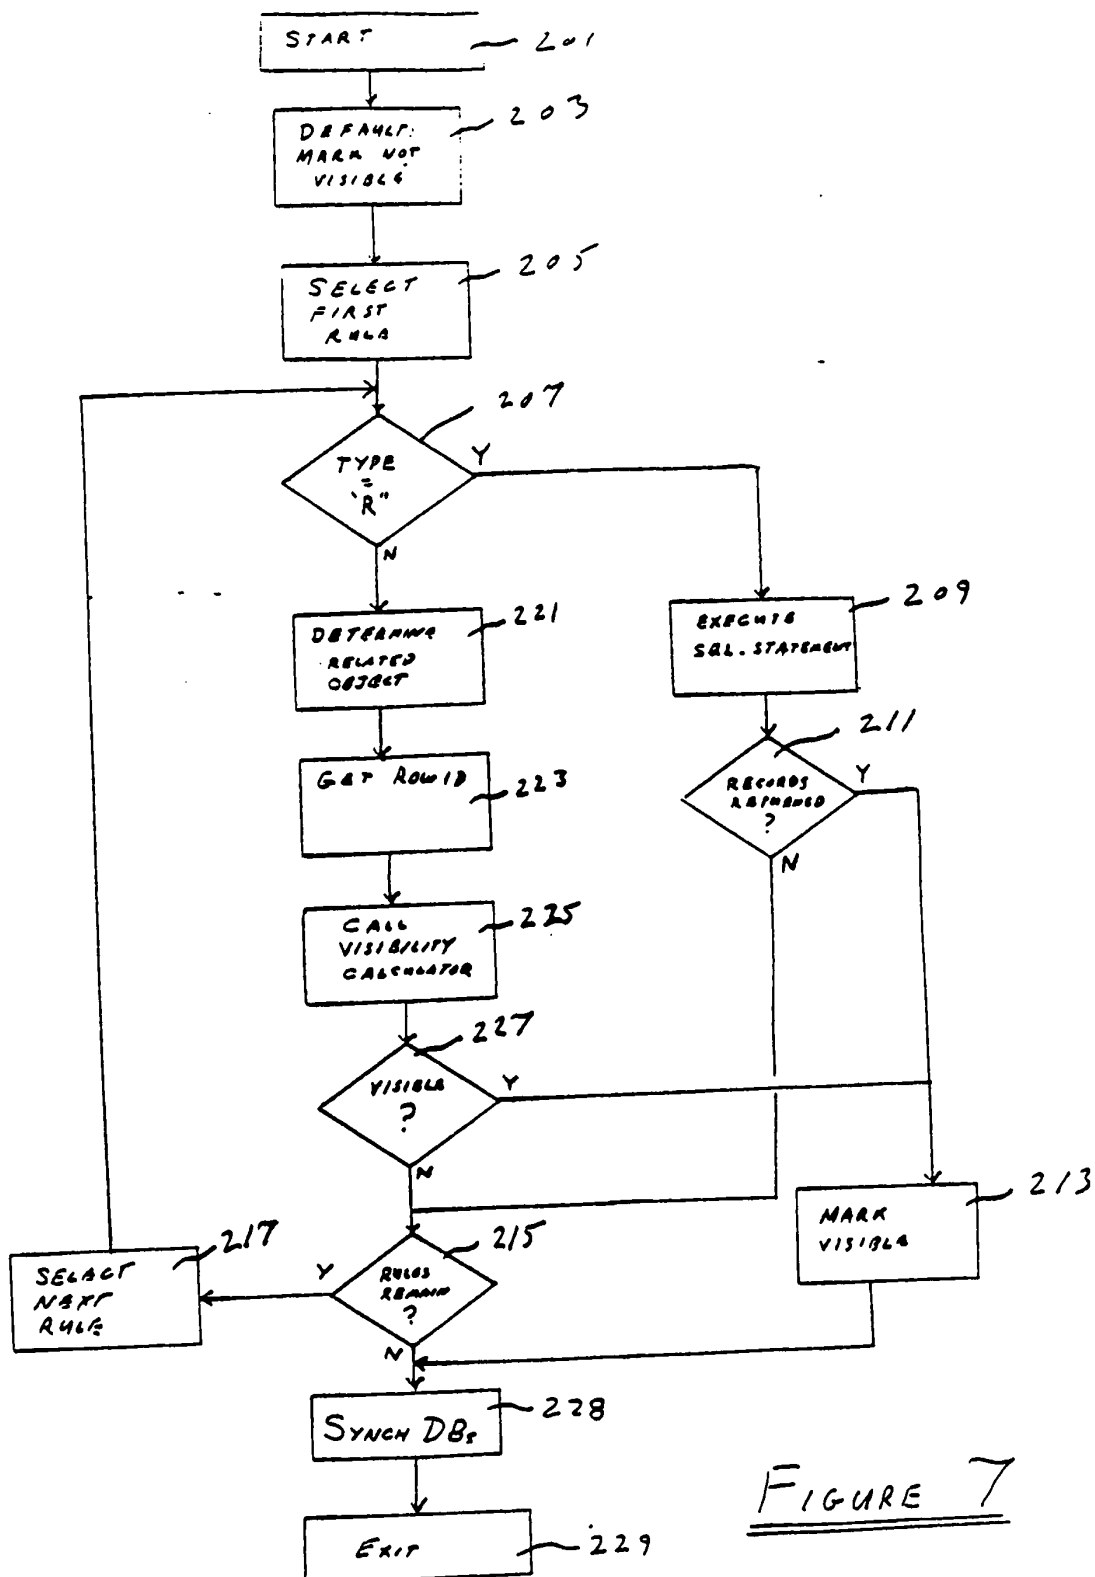 START
201
DEFAULT:
MARK NOT
VISIBLE
203
SELECT
FIRST
RULE
205
207
TYPE
=
"R"
Y
N
DETERMINE
RELATED
OBJECT
221
EXECUTE
SQL. STATEMENT
209
GET ROWID
223
211
RECORDS
RETURNED
?
Y
N
CALL
VISIBILITY
CALCULATOR
225
227
VISIBLE
?
Y
N
MARK
VISIBLE
213
SELECT
NEXT
RULE
217
215
RULES
REMAIN
?
Y
N
SYNCH DBs
228
EXIT
229
FIGURE 7